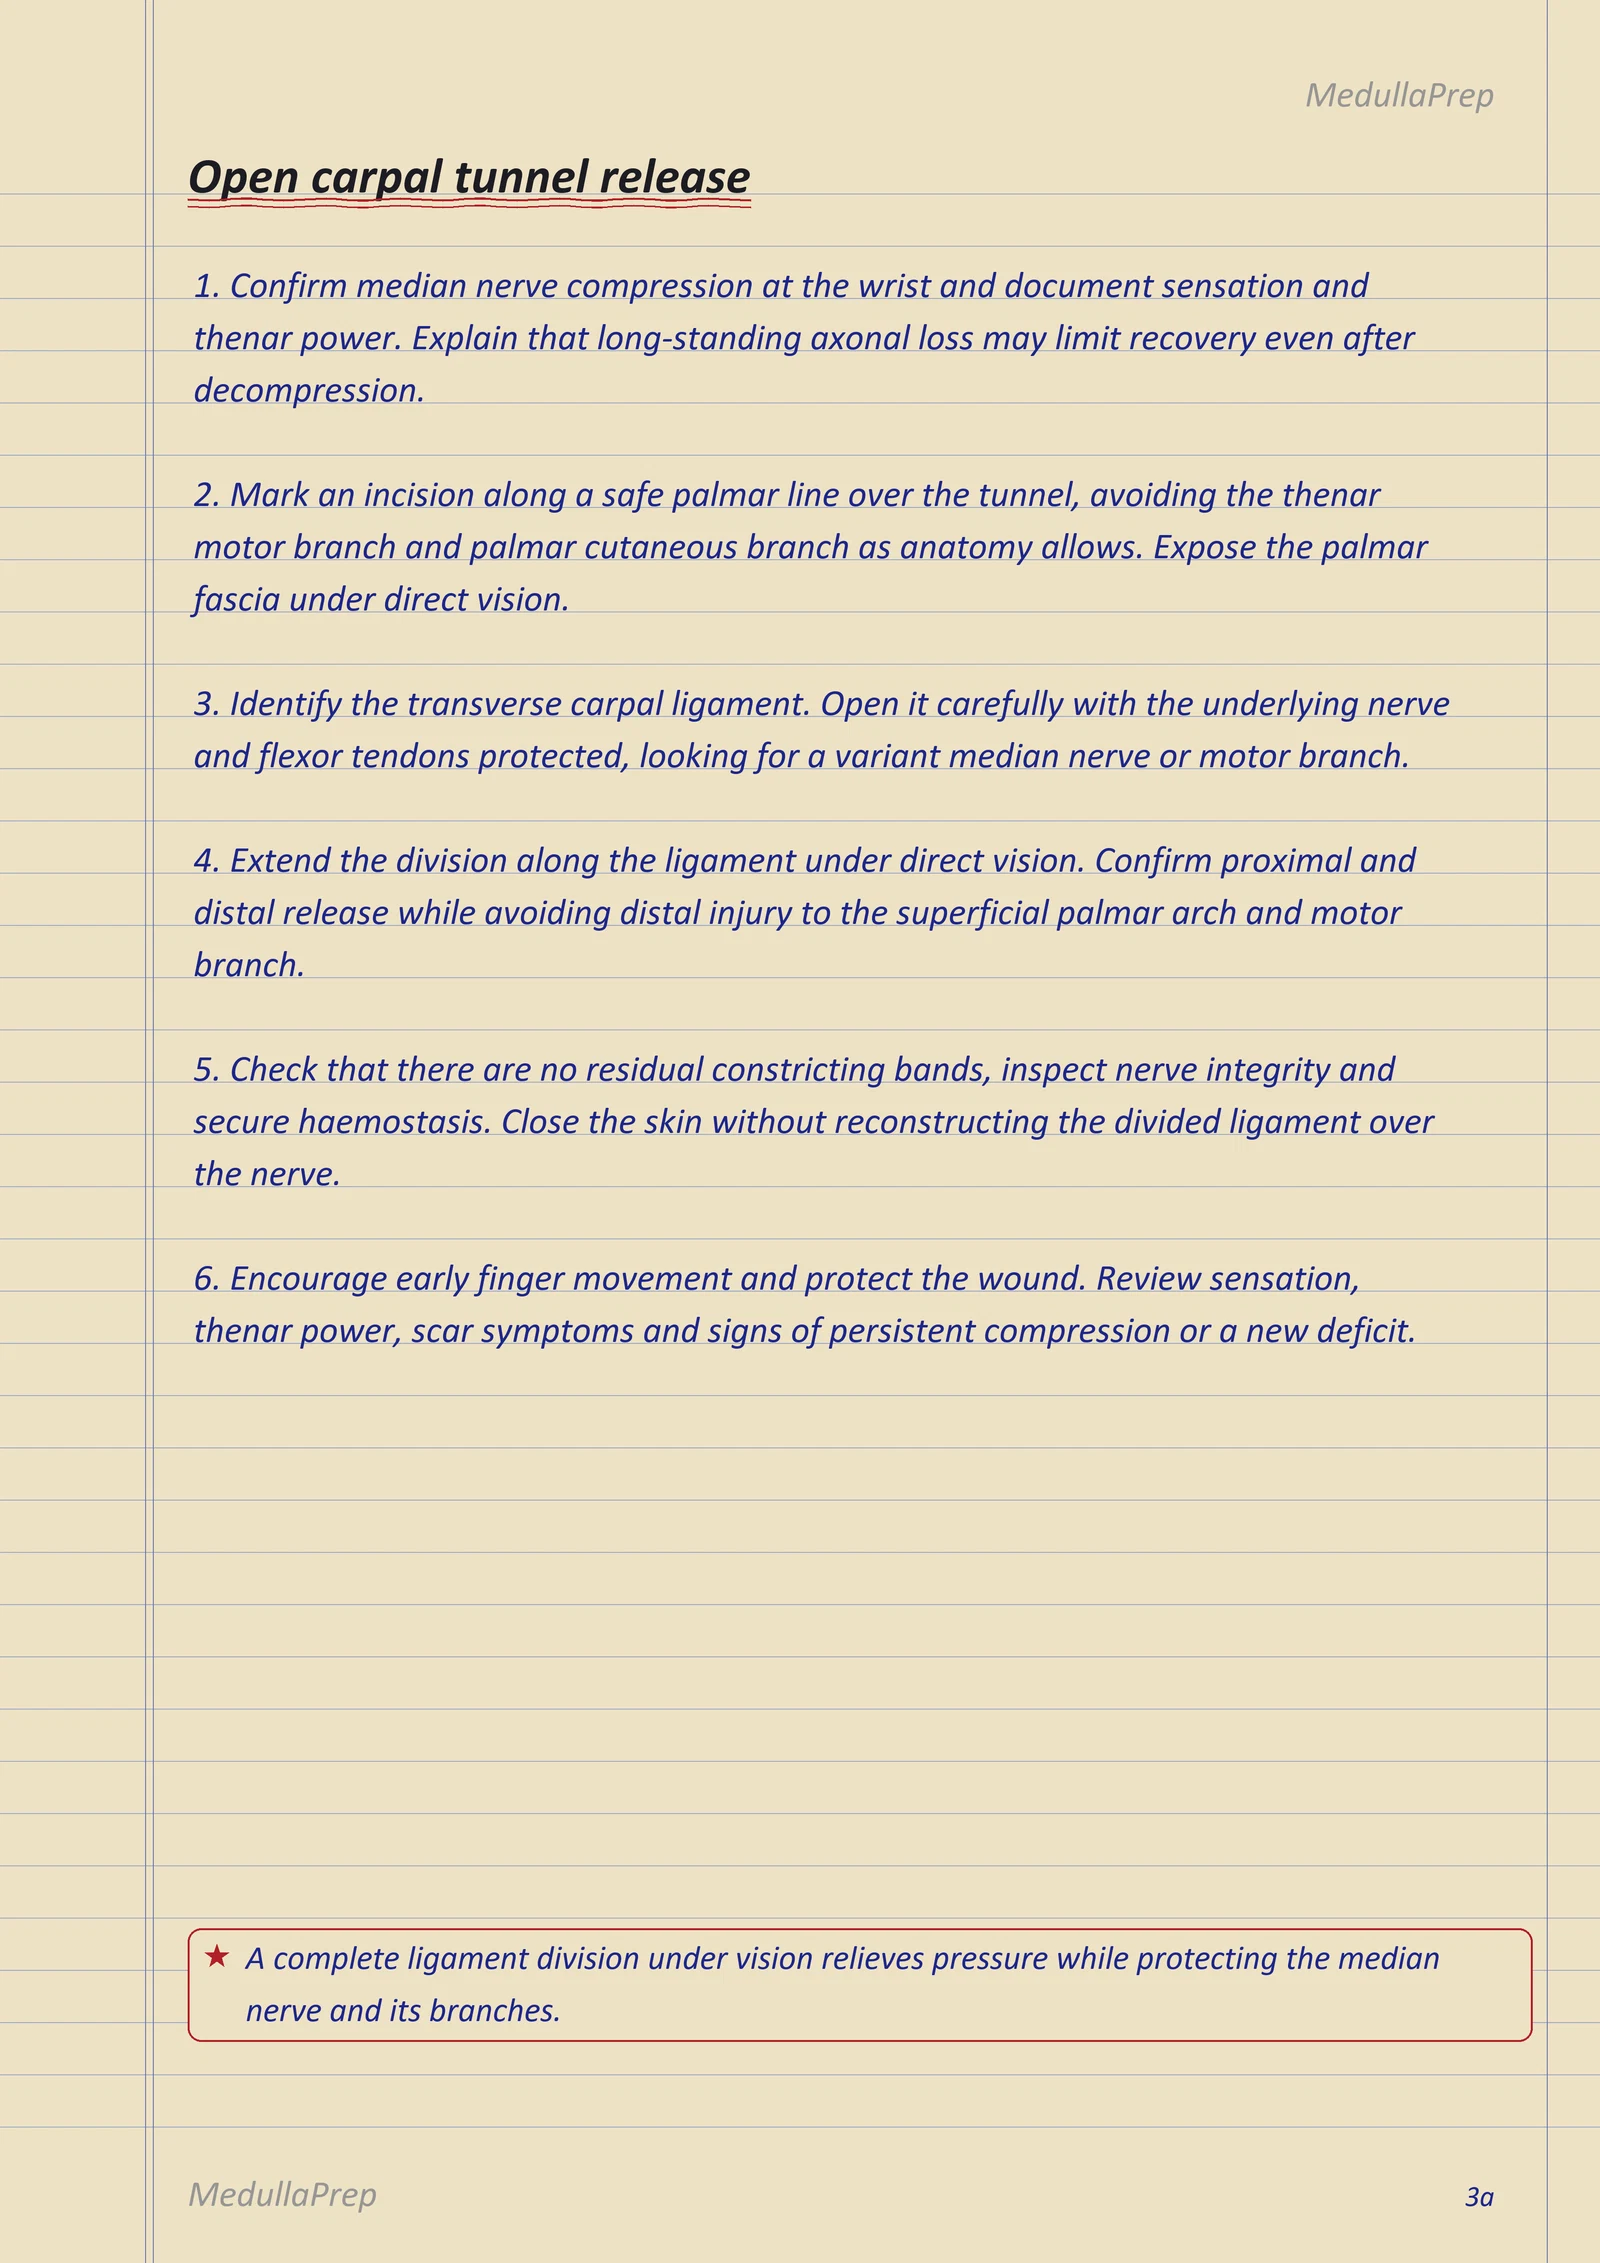 MedullaPrep
Open carpal tunnel release
1. Confirm median nerve compression at the wrist and document sensation and
thenar power. Explain that long-standing axonal loss may limit recovery even after
decompression.
2. Mark an incision along a safe palmar line over the tunnel, avoiding the thenar
motor branch and palmar cutaneous branch as anatomy allows. Expose the palmar
fascia under direct vision.
3. Identify the transverse carpal ligament. Open it carefully with the underlying nerve
and flexor tendons protected, looking for a variant median nerve or motor branch.
4. Extend the division along the ligament under direct vision. Confirm proximal and
distal release while avoiding distal injury to the superficial palmar arch and motor
branch.
5. Check that there are no residual constricting bands, inspect nerve integrity and
secure haemostasis. Close the skin without reconstructing the divided ligament over
the nerve.
6. Encourage early finger movement and protect the wound. Review sensation,
thenar power, scar symptoms and signs of persistent compression or a new deficit.
★ A complete ligament division under vision relieves pressure while protecting the median
nerve and its branches.
MedullaPrep
3a